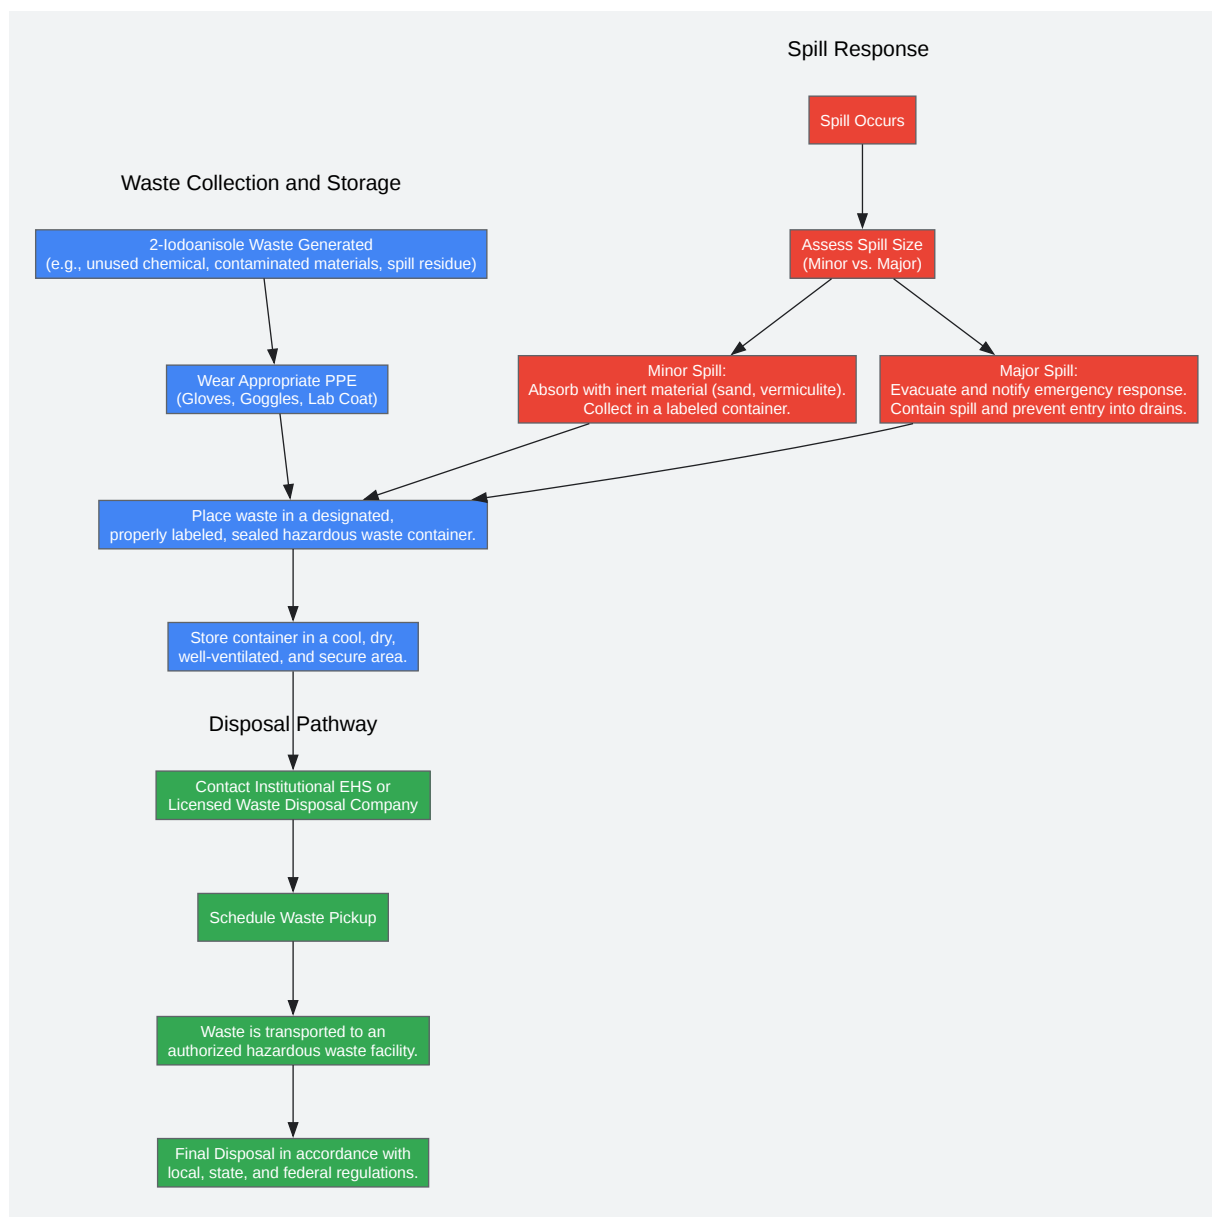 Spill Response
Spill Occurs
Waste Collection and Storage
2-Iodoanisole Waste Generated
(e.g., unused chemical, contaminated materials, spill residue)
Assess Spill Size
(Minor vs. Major)
Wear Appropriate PPE
(Gloves, Goggles, Lab Coat)
Minor Spill:
Absorb with inert material (sand, vermiculite).
Collect in a labeled container.
Major Spill:
Evacuate and notify emergency response.
Contain spill and prevent entry into drains.
Place waste in a designated,
properly labeled, sealed hazardous waste container.
Store container in a cool, dry,
well-ventilated, and secure area.
Disposal Pathway
Contact Institutional EHS or
Licensed Waste Disposal Company
Schedule Waste Pickup
Waste is transported to an
authorized hazardous waste facility.
Final Disposal in accordance with
local, state, and federal regulations.